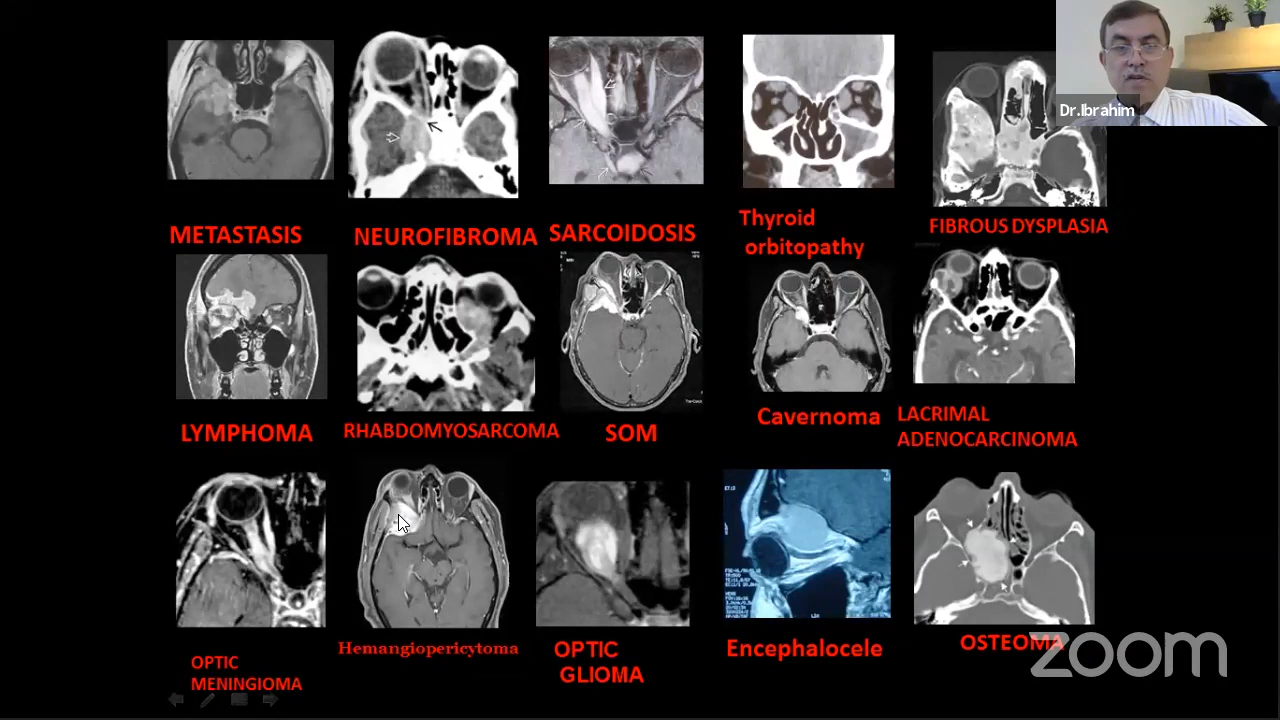 Dr.Ibrahim
METASTASIS
NEUROFIBROMA
SARCOIDOSIS
Thyroid
orbitopathy
FIBROUS DYSPLASIA
LYMPHOMA
RHABDOMYOSARCOMA
SOM
Cavernoma
LACRIMAL
ADENOCARCINOMA
OPTIC
MENINGIOMA
Hemangiopericytoma
OPTIC
GLIOMA
Encephalocele
OSTEOMA
zoom